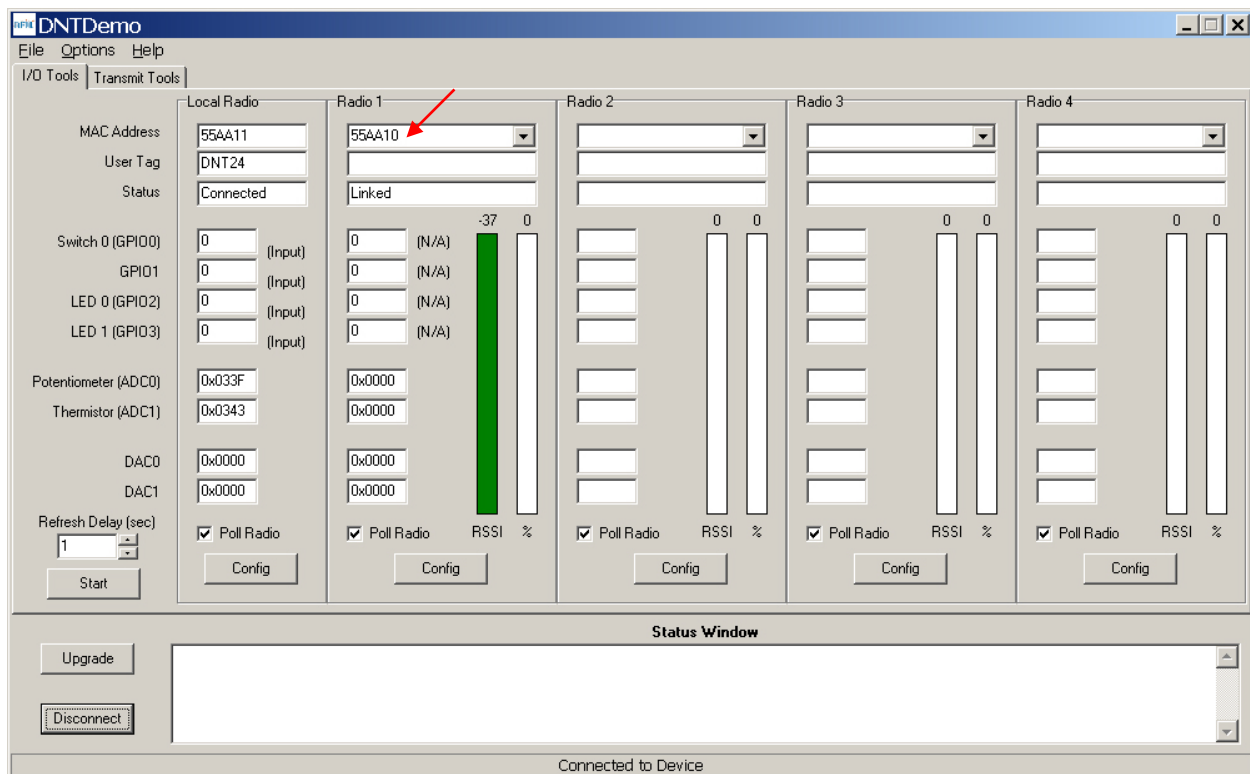 RFM DNTDemo
File Options Help
I/O Tools Transmit Tools
Local Radio Radio 1 Radio 2 Radio 3 Radio 4
MAC Address 55AA11 55AA10
User Tag DNT24
Status Connected Linked
-37 0 0 0 0 0 0 0
Switch 0 (GPIO0) 0 (Input) 0 (N/A)
GPIO1 0 (Input) 0 (N/A)
LED 0 (GPIO2) 0 (Input) 0 (N/A)
LED 1 (GPIO3) 0 (Input) 0 (N/A)
Potentiometer (ADC0) 0x033F 0x0000
Thermistor (ADC1) 0x0343 0x0000
DAC0 0x0000 0x0000
DAC1 0x0000 0x0000
Refresh Delay (sec)
1
Poll Radio Poll Radio RSSI % Poll Radio RSSI % Poll Radio RSSI % Poll Radio RSSI %
Start Config Config Config Config Config
Status Window
Upgrade
Disconnect
Connected to Device